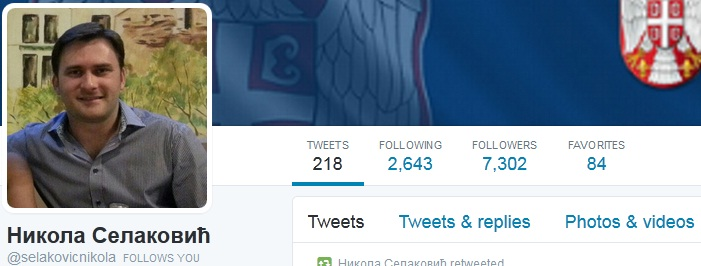 TWEETS FOLLOWING FOLLOWERS FAVORITES
218 2,643 7,302 84
Tweets Tweets & replies Photos & videos
Никола Селаковић
@selakovicnikola FOLLOWS YOU
Никола Селаковић retweeted